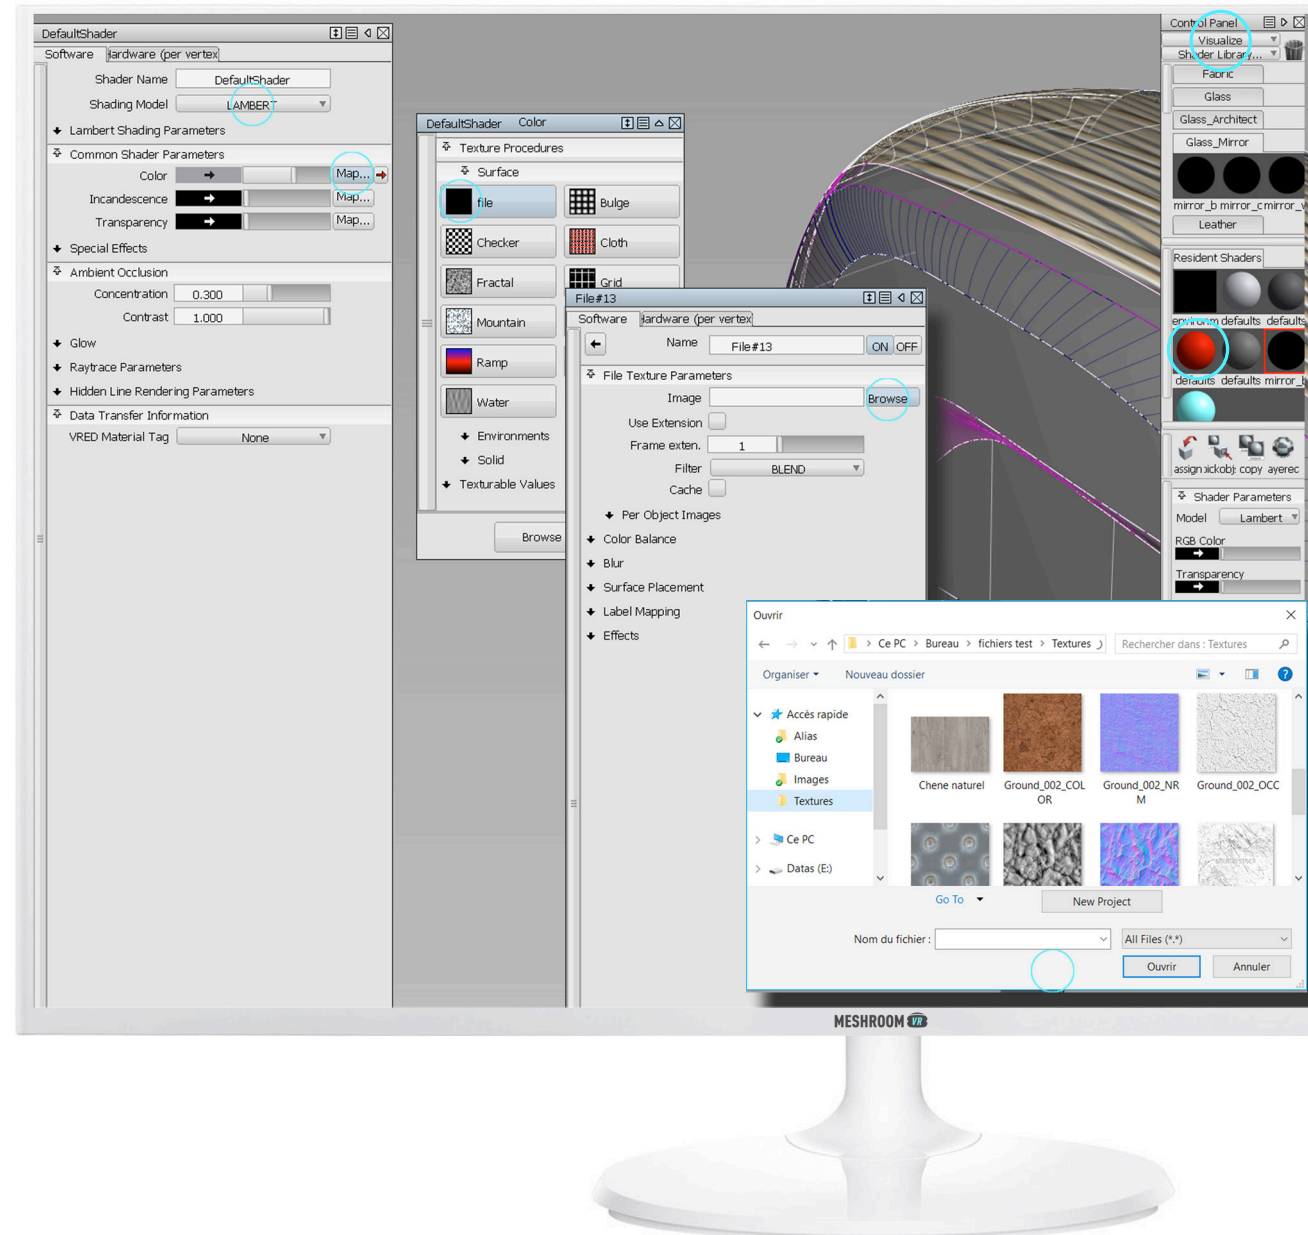 DefaultShader
Software
Hardware (per vertex
Shader Name
DefaultShader
Shading Model
LAMBERT
Lambert Shading Parameters
Common Shader Parameters
Color
Map...
Incandescence
Map...
Transparency
Map...
Special Effects
Ambient Occlusion
Concentration
0.300
Contrast
1.000
Glow
Raytrace Parameters
Hidden Line Rendering Parameters
Data Transfer Information
VRED Material Tag
None
DefaultShader Color
Texture Procedures
Surface
file
Bulge
Checker
Cloth
Fractal
Grid
Mountain
Ramp
Water
Environments
Solid
Texturable Values
Browse
File#13
Software
Hardware (per vertex
Name
File#13
ON
OFF
File Texture Parameters
Image
Browse
Use Extension
Frame exten.
1
Filter
BLEND
Cache
Per Object Images
Color Balance
Blur
Surface Placement
Label Mapping
Effects
Control Panel
Visualize
Shader Library...
Fabric
Glass
Glass_Architect
Glass_Mirror
mirror_b mirror_c mirror_v
Leather
Resident Shaders
environm defaults defaults
defaults defaults mirror_b
assign pickobj: copy ayerec
Shader Parameters
Model
Lambert
RGB Color
Transparency
Ouvrir
Ce PC > Bureau > fichiers test > Textures
Rechercher dans : Textures
Organiser
Nouveau dossier
Accès rapide
Alias
Bureau
Images
Textures
Ce PC
Datas (E:)
Chene naturel
Ground_002_COL
OR
Ground_002_NR
M
Ground_002_OCC
Go To
New Project
Nom du fichier :
All Files (*.*)
Ouvrir
Annuler
MESHROOM VR